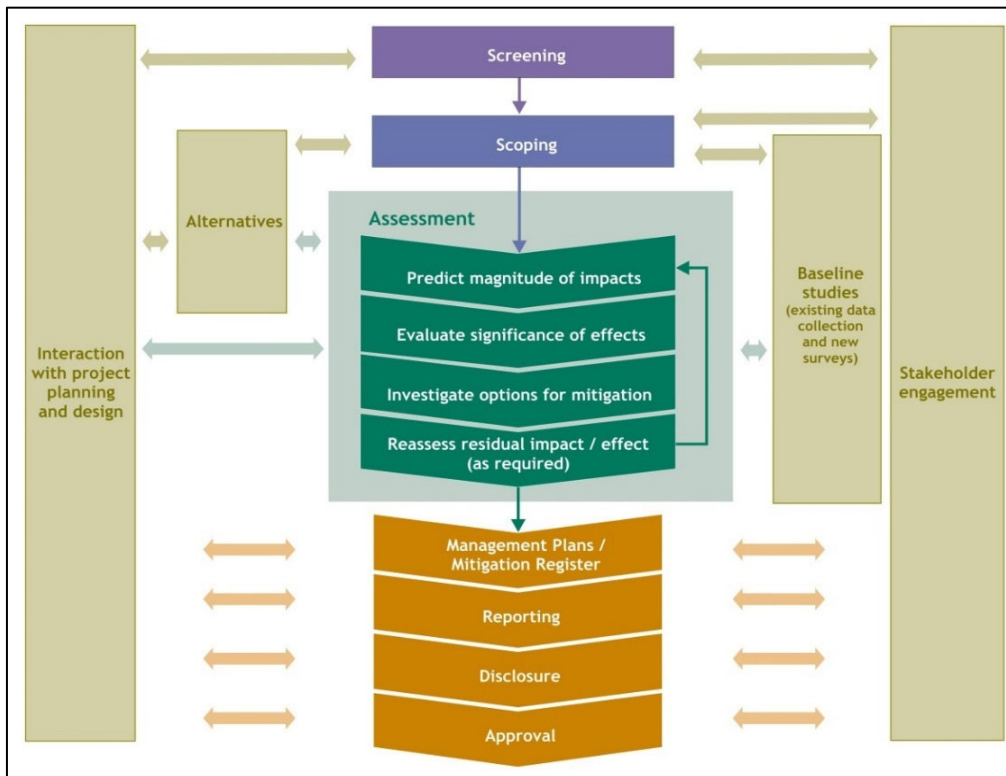 Screening
Scoping
Alternatives
Assessment
Predict magnitude of impacts
Evaluate significance of effects
Investigate options for mitigation
Reassess residual impact / effect
(as required)
Interaction
with project
planning
and design
Baseline
studies
(existing data
collection
and new
surveys)
Stakeholder
engagement
Management Plans /
Mitigation Register
Reporting
Disclosure
Approval